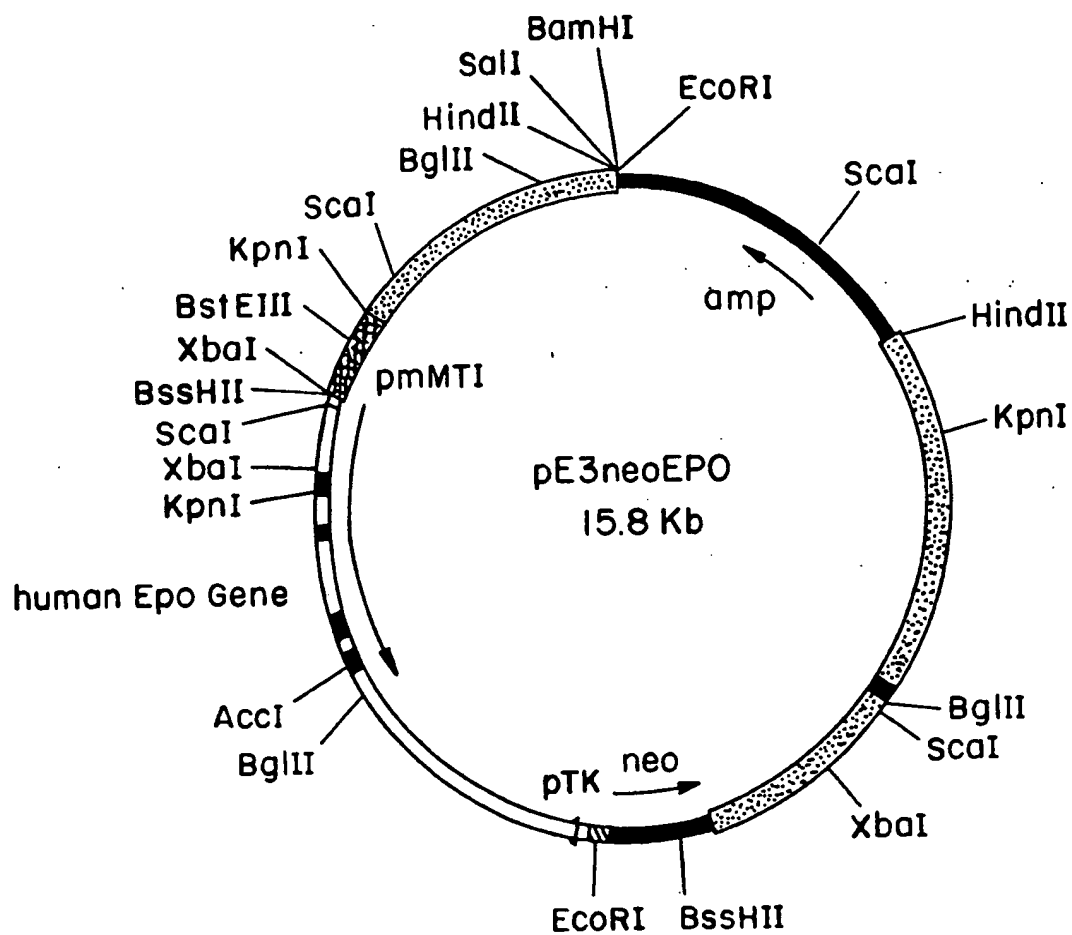 BamHI
SalI
EcoRI
HindII
BglII
ScaI
ScaI
KpnI
amp
BstEIII
HindII
XbaI
pmMTI
BssHII
KpnI
ScaI
XbaI
pE3neoEPO
KpnI
15.8 Kb
human Epo Gene
AccI
BglII
BglII
ScaI
neo
pTK
XbaI
EcoRI
BssHII